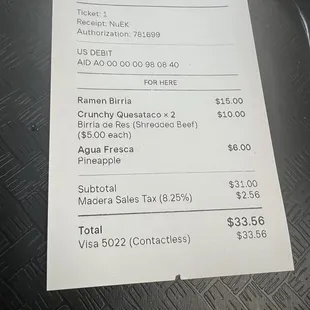 Ticket: 1
Receipt: NuEK
Authorization: 781699
US DEBIT
AID A0 00 00 00 98 08 40
FOR HERE
Ramen Birria $15.00
Crunchy Quesataco × 2 $10.00
Birria de Res (Shredded Beef)
($5.00 each)
Agua Fresca $6.00
Pineapple
Subtotal $31.00
Madera Sales Tax (8.25%) $2.56
Total $33.56
Visa 5022 (Contactless) $33.56